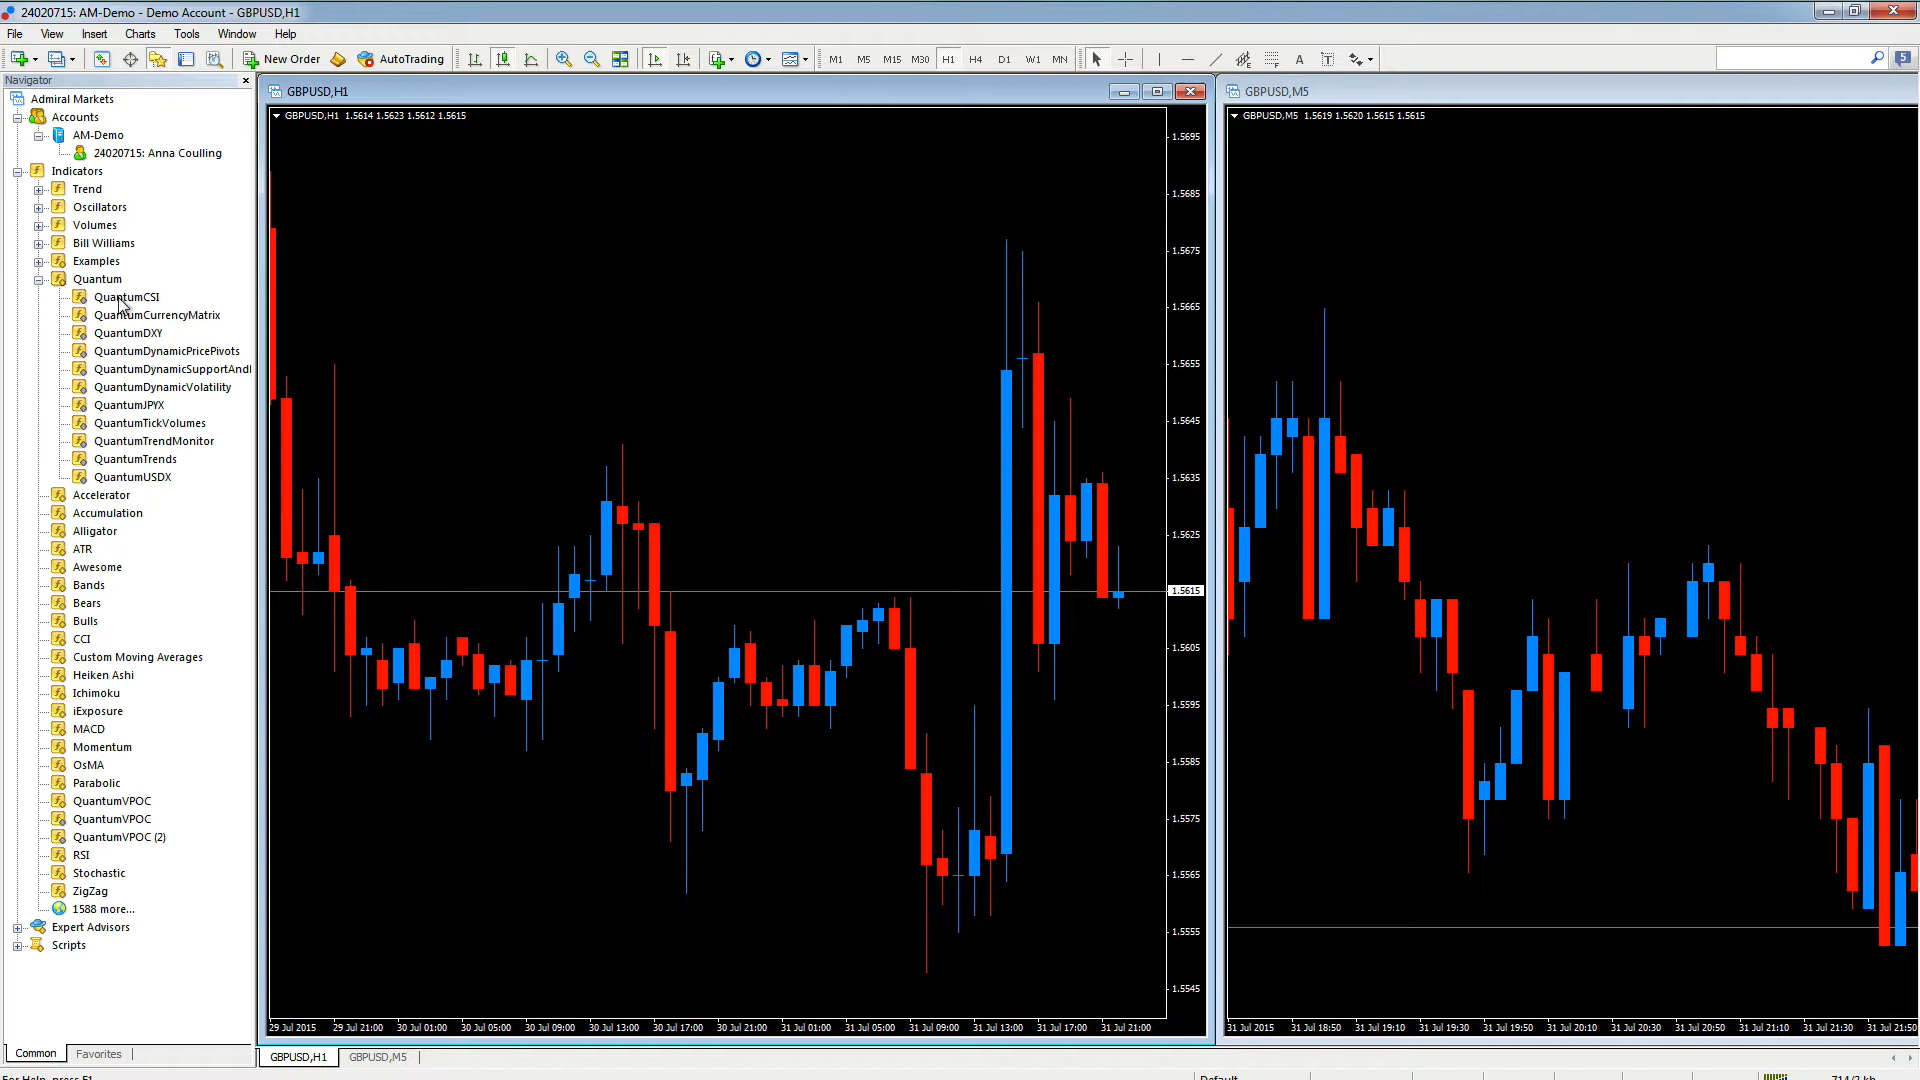 24020715: AM-Demo - Demo Account - GBPUSD,H1
File View Insert Charts Tools Window Help
New Order AutoTrading M1 M5 M15 M30 H1 H4 D1 W1 MN A T 5
Navigator
Admiral Markets
Accounts
AM-Demo
24020715: Anna Coulling
Indicators
Trend
Oscillators
Volumes
Bill Williams
Examples
Quantum
QuantumCSI
QuantumCurrencyMatrix
QuantumDXY
QuantumDynamicPricePivots
QuantumDynamicSupportAnd
QuantumDynamicVolatility
QuantumJPYX
QuantumTickVolumes
QuantumTrendMonitor
QuantumTrends
QuantumUSDX
Accelerator
Accumulation
Alligator
ATR
Awesome
Bands
Bears
Bulls
CCI
Custom Moving Averages
Heiken Ashi
Ichimoku
iExposure
MACD
Momentum
OsMA
Parabolic
QuantumVPOC
QuantumVPOC
QuantumVPOC (2)
RSI
Stochastic
ZigZag
1588 more...
Expert Advisors
Scripts
Common Favorites
GBPUSD,H1
GBPUSD,H1 1.5614 1.5623 1.5612 1.5615
1.5695
1.5685
1.5675
1.5665
1.5655
1.5645
1.5635
1.5625
1.5615
1.5605
1.5595
1.5585
1.5575
1.5565
1.5555
1.5545
29 Jul 2015 29 Jul 21:00 30 Jul 01:00 30 Jul 05:00 30 Jul 09:00 30 Jul 13:00 30 Jul 17:00 30 Jul 21:00 31 Jul 01:00 31 Jul 05:00 31 Jul 09:00 31 Jul 13:00 31 Jul 17:00 31 Jul 21:00
GBPUSD,M5
GBPUSD,M5 1.5619 1.5620 1.5615 1.5615
31 Jul 2015 31 Jul 18:50 31 Jul 19:10 31 Jul 19:30 31 Jul 19:50 31 Jul 20:10 31 Jul 20:30 31 Jul 20:50 31 Jul 21:10 31 Jul 21:30 31 Jul 21:50
GBPUSD,H1 GBPUSD,M5
For Help, press F1 Default 714/2 kb